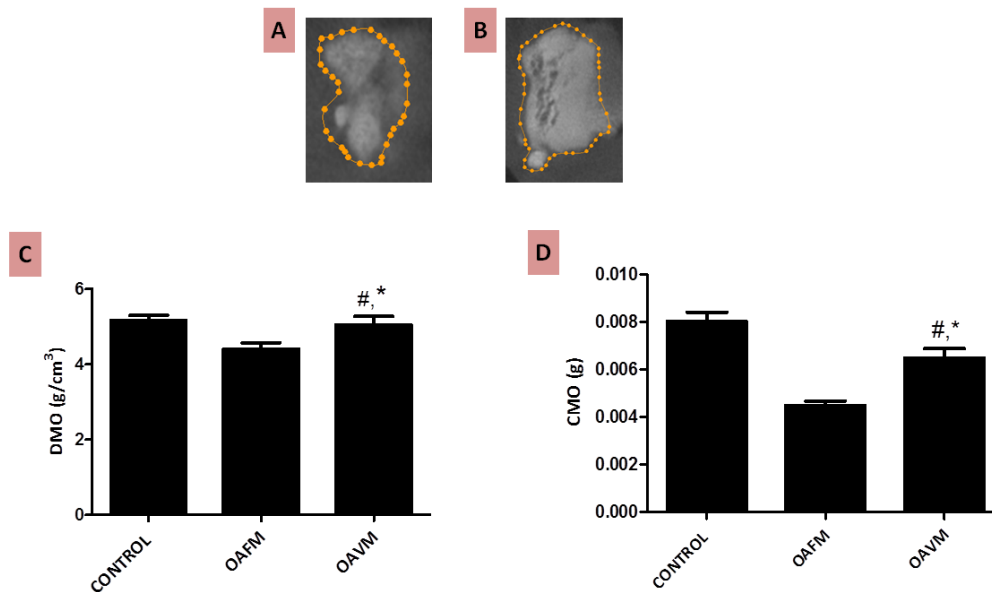 A
B
C
6
4
2
0
DMO (g/cm³)
#,*
CONTROL
OAFM
OAVM
D
0.010
0.008
0.006
0.004
0.002
0.000
CMO (g)
#,*
CONTROL
OAFM
OAVM